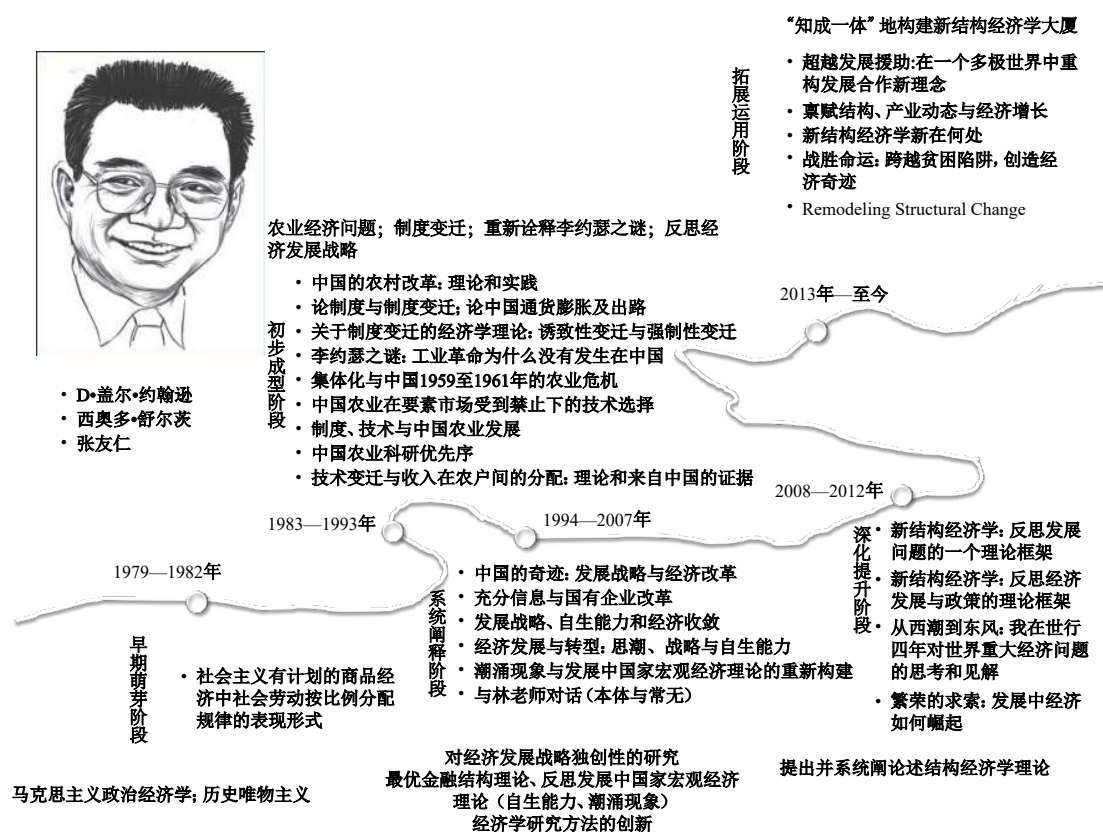 “知成一体”地构建新结构经济学大厦
拓展运用阶段
• 超越发展援助:在一个多极世界中重
构发展合作新理念
• 禀赋结构、产业动态与经济增长
• 新结构经济学新在何处
• 战胜命运:跨越贫困陷阱,创造经
济奇迹
• Remodeling Structural Change
2013年—至今
农业经济问题;制度变迁;重新诠释李约瑟之谜;反思经
济发展战略
初步成型阶段
• 中国的农村改革:理论和实践
• 论制度与制度变迁;论中国通货膨胀及出路
• 关于制度变迁的经济学理论:诱致性变迁与强制性变迁
• 李约瑟之谜:工业革命为什么没有发生在中国
• 集体化与中国1959至1961年的农业危机
• 中国农业在要素市场受到禁止下的技术选择
• 制度、技术与中国农业发展
• 中国农业科研优先序
• 技术变迁与收入在农户间的分配:理论和来自中国的证据
• D•盖尔•约翰逊
• 西奥多•舒尔茨
• 张友仁
1983—1993年
1994—2007年
2008—2012年
1979—1982年
早期萌芽阶段
• 社会主义有计划的商品经
济中社会劳动按比例分配
规律的表现形式
马克思主义政治经济学;历史唯物主义
系统阐释阶段
• 中国的奇迹:发展战略与经济改革
• 充分信息与国有企业改革
• 发展战略、自生能力和经济收敛
• 经济发展与转型:思潮、战略与自生能力
• 潮涌现象与发展中国家宏观经济理论的重新构建
• 与林老师对话(本体与常无)
对经济发展战略独创性的研究
最优金融结构理论、反思发展中国家宏观经济
理论(自生能力、潮涌现象)
经济学研究方法的创新
深化提升阶段
• 新结构经济学:反思发展
问题的一个理论框架
• 新结构经济学:反思经济
发展与政策的理论框架
• 从西潮到东风:我在世行
四年对世界重大经济问题
的思考和见解
• 繁荣的求索:发展中经济
如何崛起
提出并系统阐论述结构经济学理论